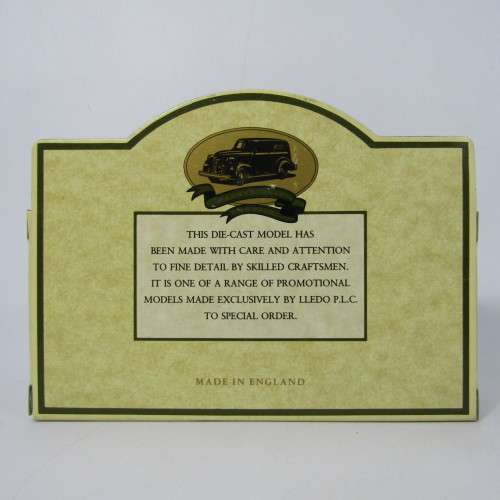 THIS DIE-CAST MODEL HAS
BEEN MADE WITH CARE AND ATTENTION
TO FINE DETAIL BY SKILLED CRAFTSMEN.
IT IS ONE OF A RANGE OF PROMOTIONAL
MODELS MADE EXCLUSIVELY BY LLEDO P.L.C.
TO SPECIAL ORDER.
MADE IN ENGLAND